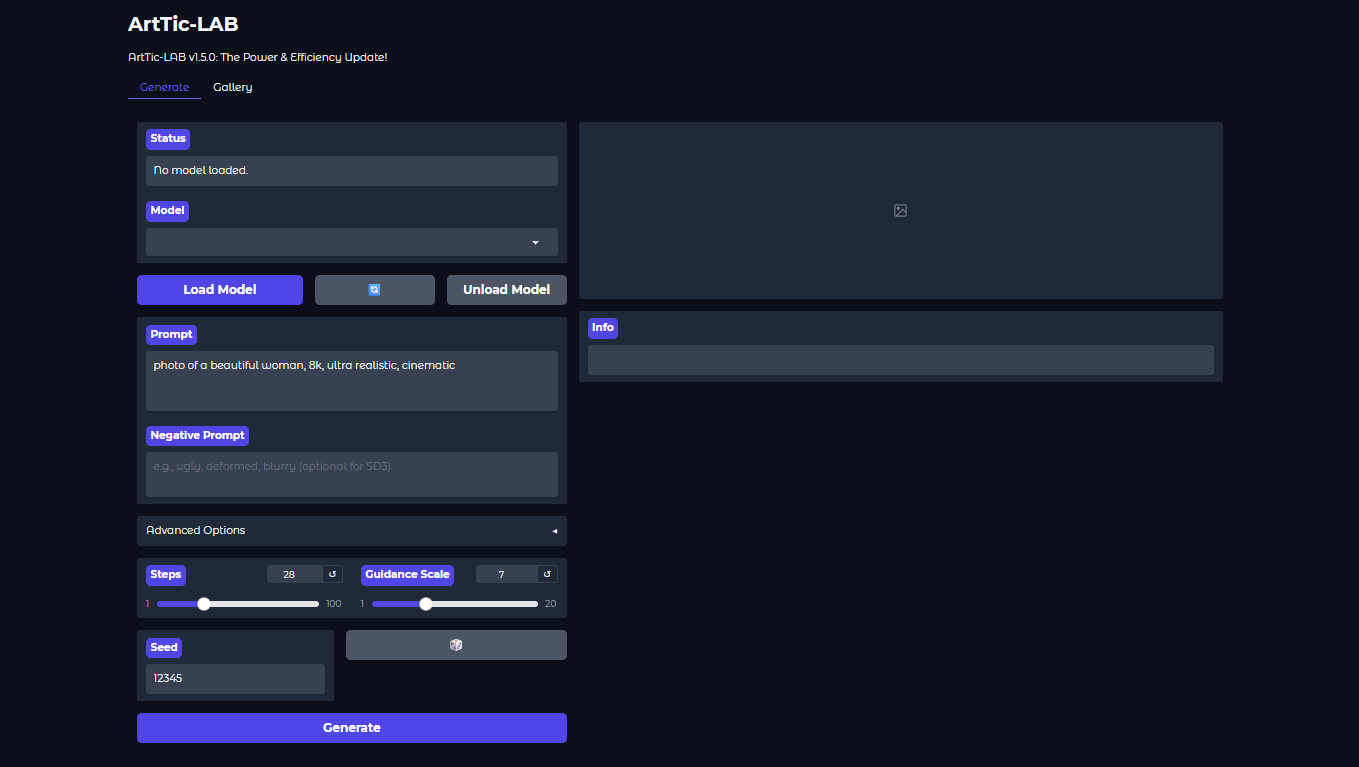 ArtTic-LAB
ArtTic-LAB v1.5.0: The Power & Efficiency Update!
Generate Gallery
Status
No model loaded.
Model
Load Model Unload Model
Prompt
photo of a beautiful woman, 8k, ultra realistic, cinematic
Negative Prompt
e.g., ugly, deformed, blurry (optional for SD3)
Advanced Options
Steps 28 Guidance Scale 7
1 100 1 20
Seed
12345
Generate
Info